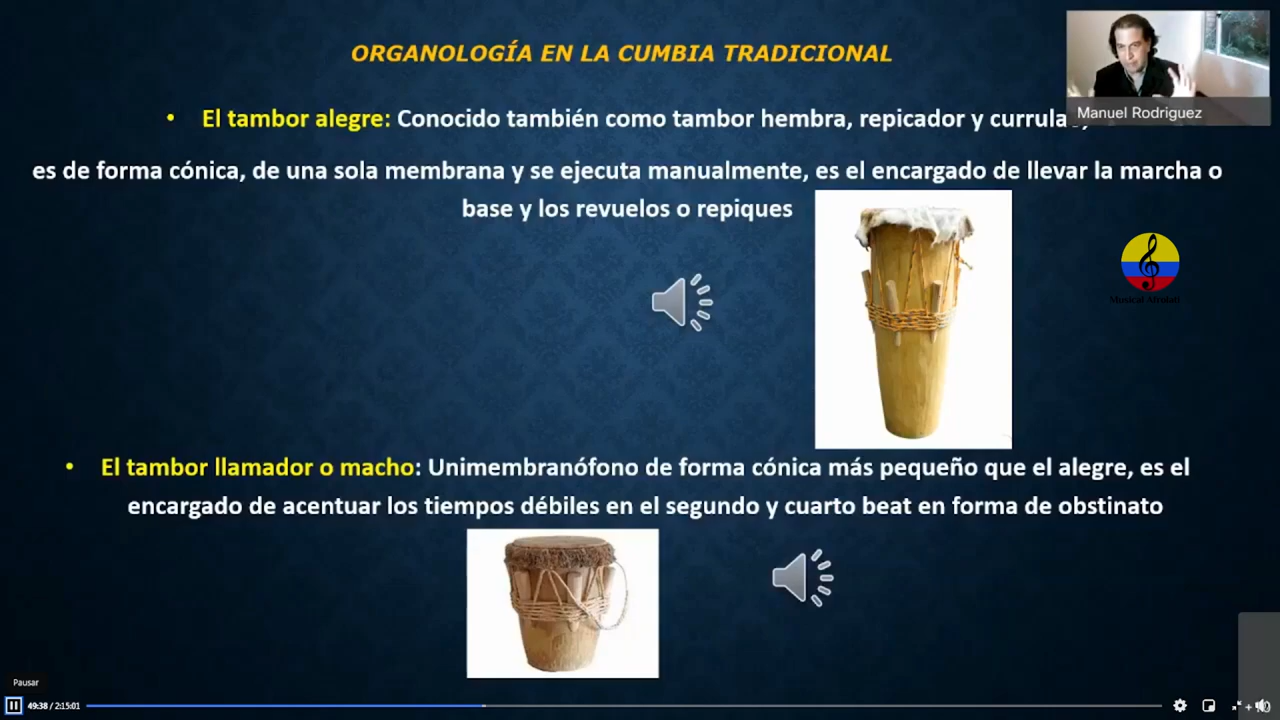 ORGANOLOGÍA EN LA CUMBIA TRADICIONAL
Manuel Rodriguez
• El tambor alegre: Conocido también como tambor hembra, repicador y
es de forma cónica, de una sola membrana y se ejecuta manualmente, es el encargado de llevar la marcha o
base y los revuelos o repiques
Musical Afrolati
• El tambor llamador o macho: Unimembranófono de forma cónica más pequeño que el alegre, es el
encargado de acentuar los tiempos débiles en el segundo y cuarto beat en forma de obstinato
Pausar
49:38 / 2:15:01